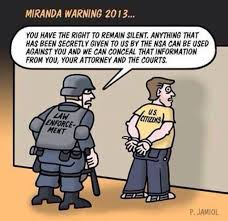 MIRANDA WARNING 2013...
YOU HAVE THE RIGHT TO REMAIN SILENT. ANYTHING THAT
HAS BEEN SECRETLY GIVEN TO US BY THE NSA CAN BE USED
AGAINST YOU AND WE CAN CONCEAL THAT INFORMATION
FROM YOU, YOUR ATTORNEY AND THE COURTS.
LAW
ENFORCE-
MENT
U.S.
CITIZENS
P. JAMIOL